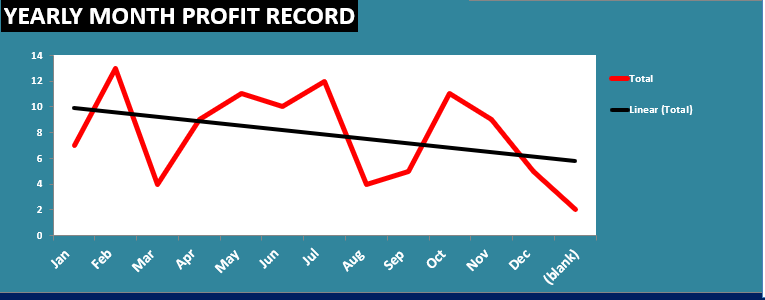 YEARLY MONTH PROFIT RECORD
14
12
10
8
6
4
2
0
Jan
Feb
Mar
Apr
May
Jun
Jul
Aug
Sep
Oct
Nov
Dec
(blank)
Total
Linear (Total)